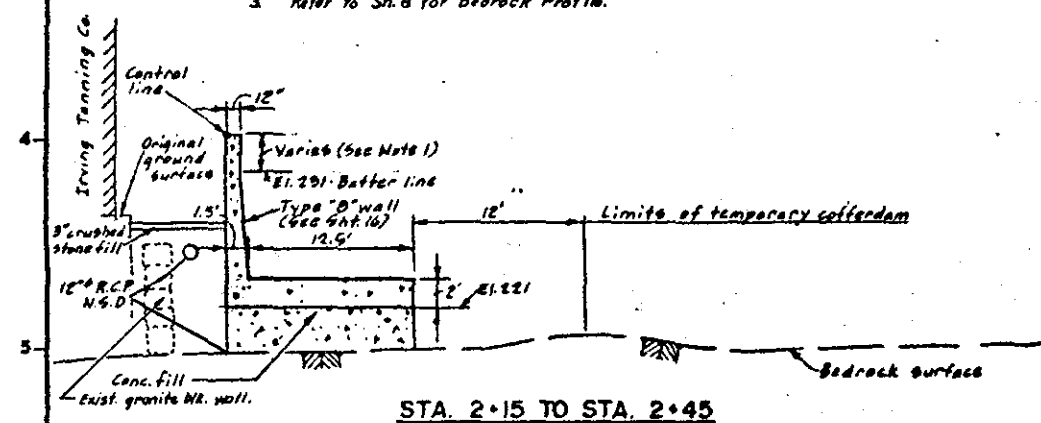 3. Refer to Sh. 8 for Bedrock Profile.
Irving Tanning Co.
Control
line
12"
4
Original
ground
surface
Varies (See Note 1)
El. 231 - Batter line
Type "B" wall
(See Sht. 16)
1.5'
12.5'
12'
Limits of temporary cofferdam
3" crushed
stone fill
12"ø R.C.P.
N.S.D
2'
El. 221
3
Conc. fill
Exist. granite blk. wall.
Bedrock surface
STA. 2+15 TO STA. 2+45